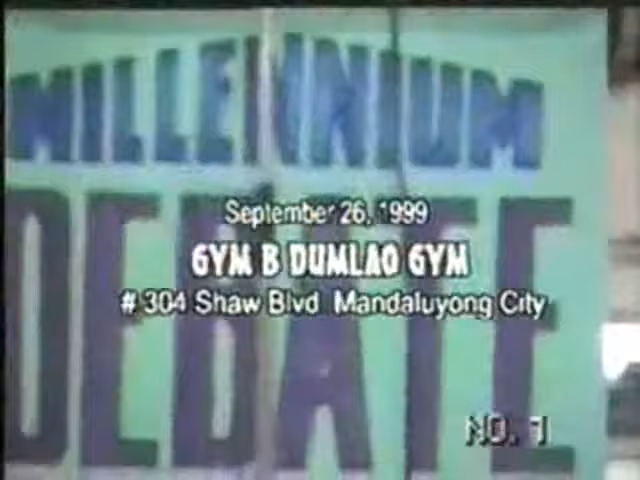 MILLENNIUM
DEBATE
September 26, 1999
GYM B DUMLAO GYM
# 304 Shaw Blvd Mandaluyong City
NO. 1